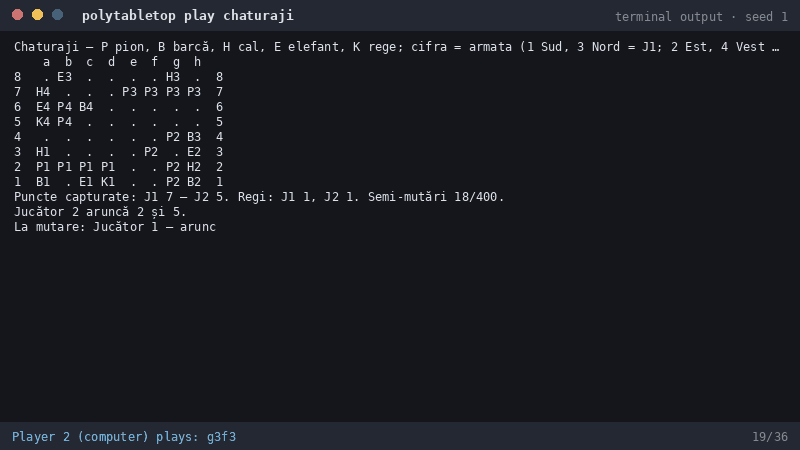 polytabletop play chaturaji
terminal output · seed 1
Chaturaji — P pion, B barcă, H cal, E elefant, K rege; cifra = armata (1 Sud, 3 Nord = J1; 2 Est, 4 Vest …
a b c d e f g h
8 . E3 . . . . H3 . 8
7 H4 . . . P3 P3 P3 P3 7
6 E4 P4 B4 . . . . . 6
5 K4 P4 . . . . . . 5
4 . . . . . . P2 B3 4
3 H1 . . . . P2 . E2 3
2 P1 P1 P1 P1 . . P2 H2 2
1 B1 . E1 K1 . . P2 B2 1
Puncte capturate: J1 7 — J2 5. Regi: J1 1, J2 1. Semi-mutări 18/400.
Jucător 2 aruncă 2 și 5.
La mutare: Jucător 1 — arunc
Player 2 (computer) plays: g3f3
19/36